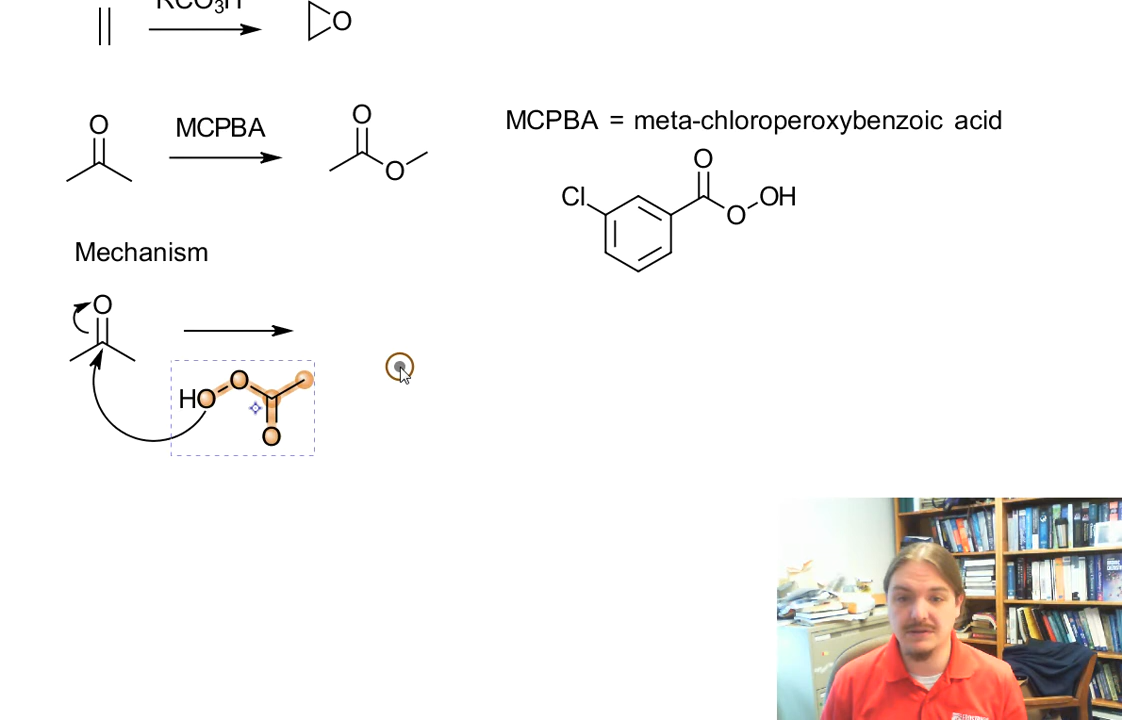 RCO3H
O
O
MCPBA
O
O
MCPBA = meta-chloroperoxybenzoic acid
O
Cl
O
OH
Mechanism
O
HO
O
O